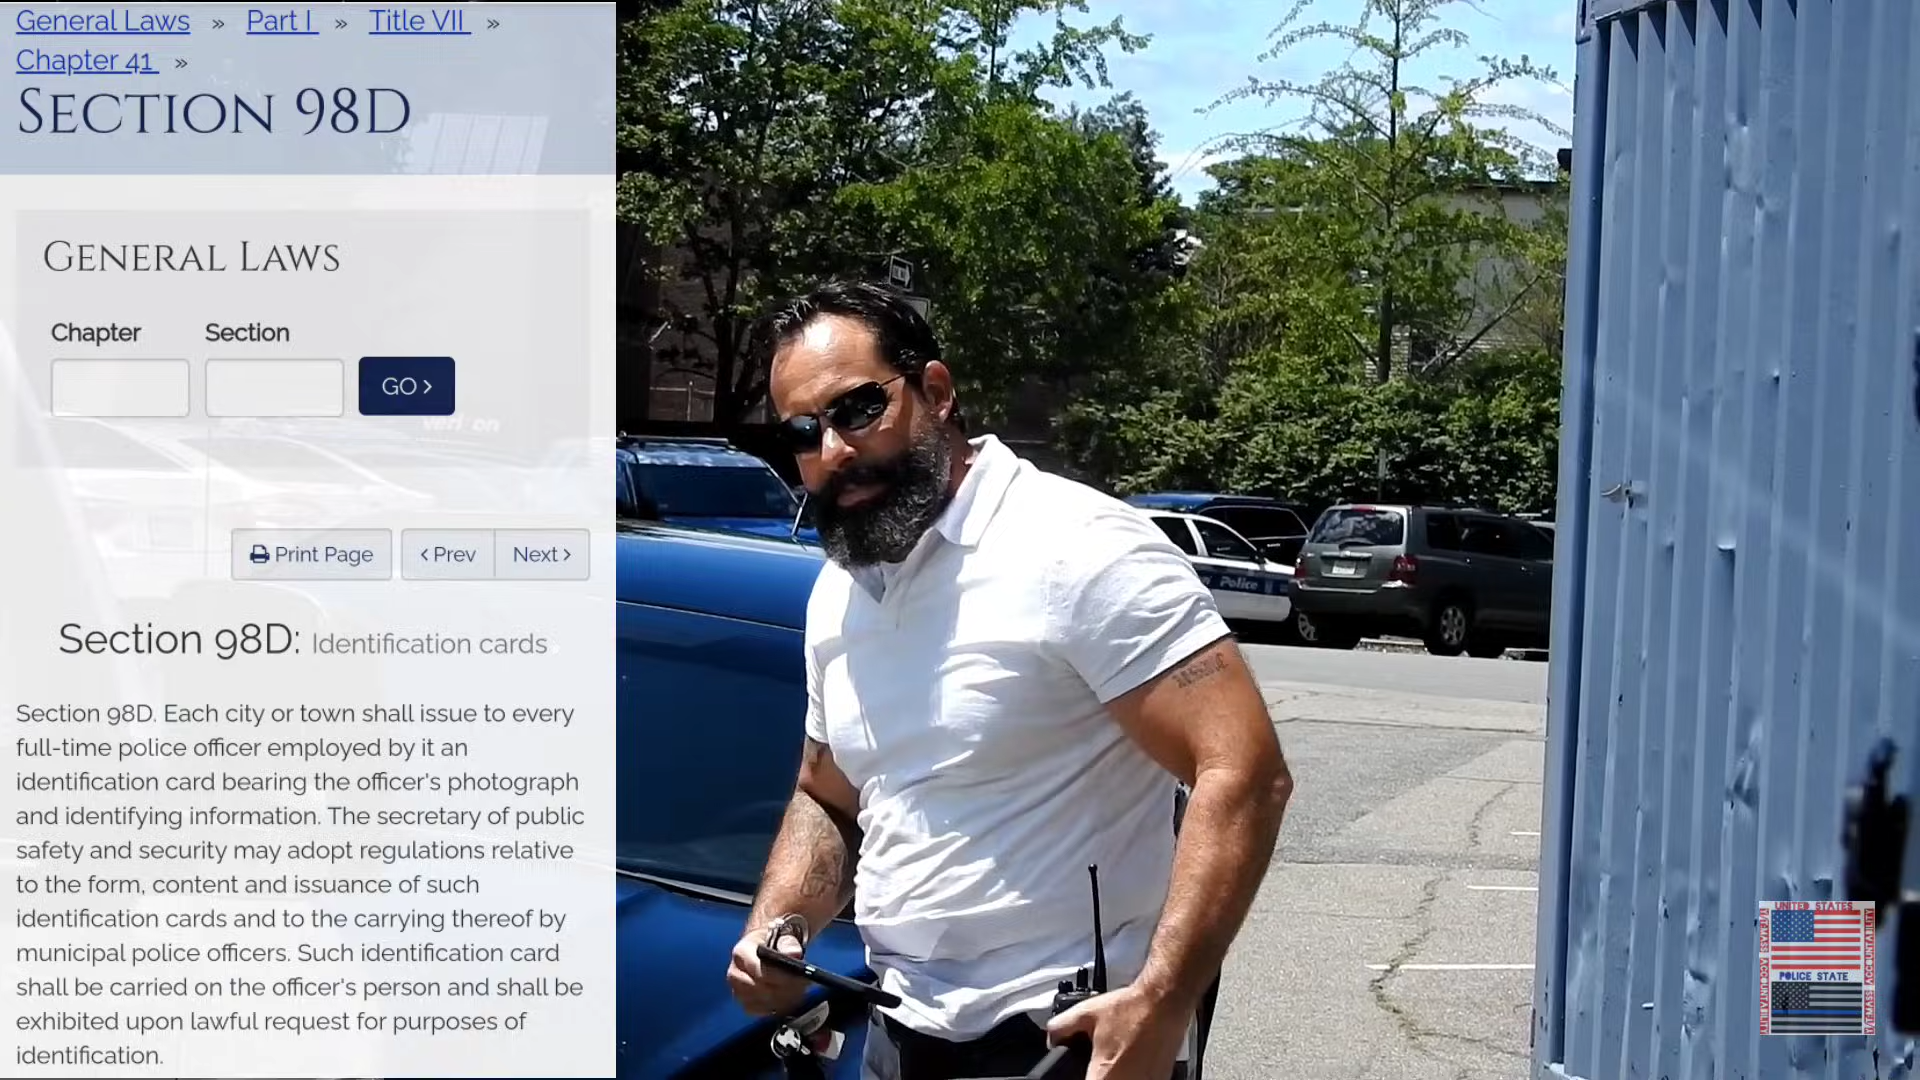 General Laws » Part I » Title VII »
Chapter 41 »
SECTION 98D
GENERAL LAWS
Chapter Section
GO ›
Print Page ‹ Prev Next ›
Section 98D: Identification cards
Section 98D. Each city or town shall issue to every
full-time police officer employed by it an
identification card bearing the officer's photograph
and identifying information. The secretary of public
safety and security may adopt regulations relative
to the form, content and issuance of such
identification cards and to the carrying thereof by
municipal police officers. Such identification card
shall be carried on the officer's person and shall be
exhibited upon lawful request for purposes of
identification.
Police
UNITED STATES
POLICE STATE
MASS ACCOUNTABILITY